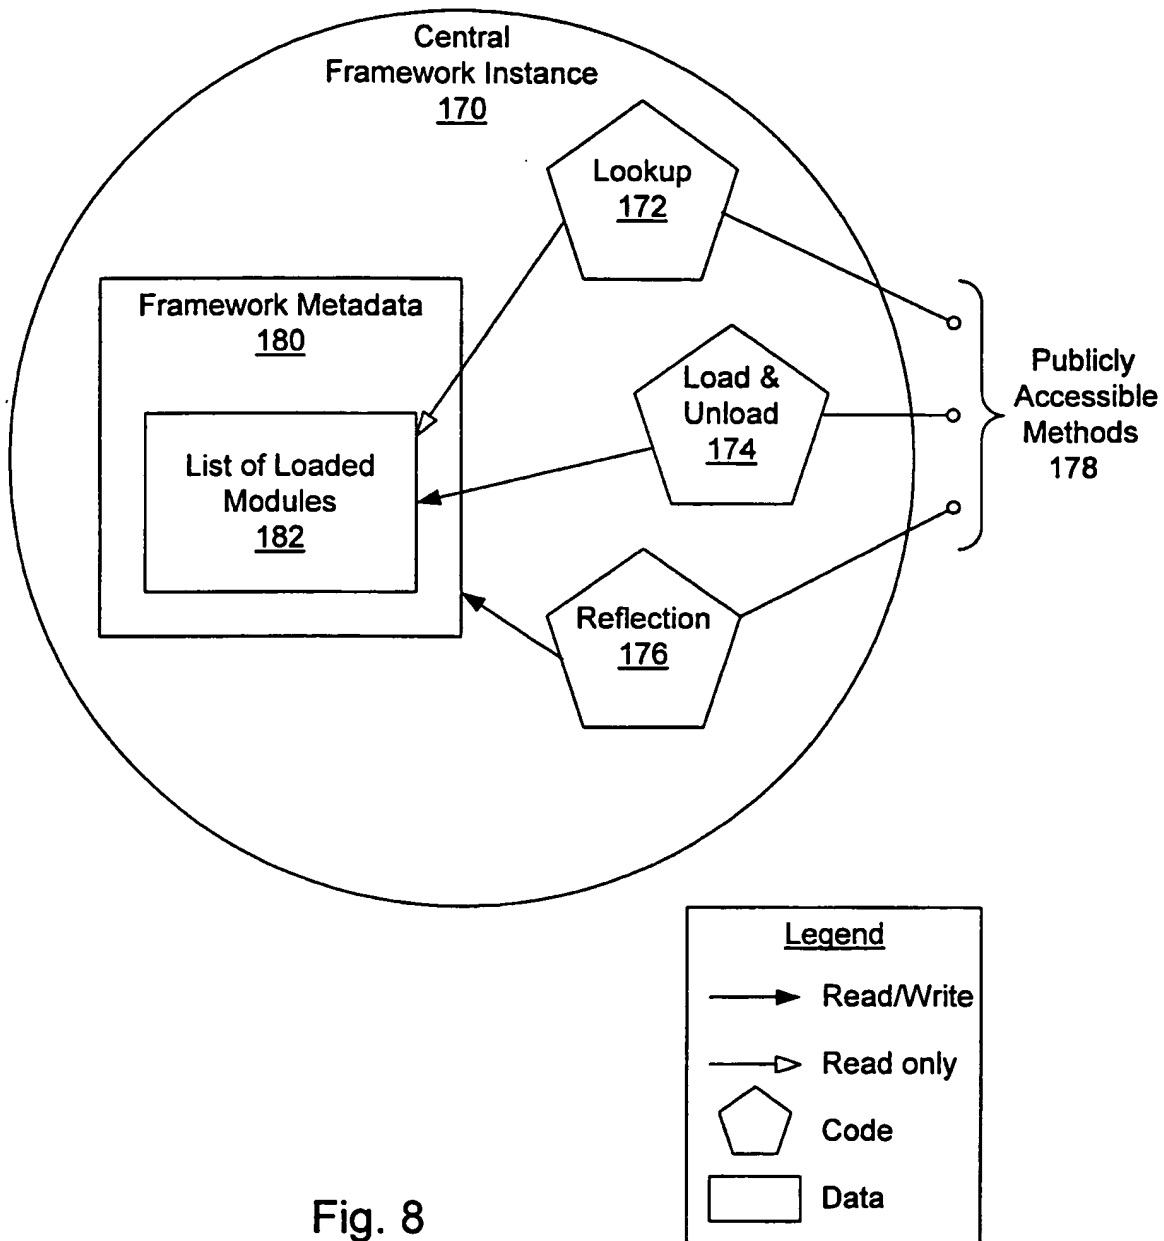 Central
Framework Instance
170
Lookup
172
Framework Metadata
180
List of Loaded
Modules
182
Load &
Unload
174
Reflection
176
Publicly
Accessible
Methods
178
Legend
Read/Write
Read only
Code
Data
Fig. 8